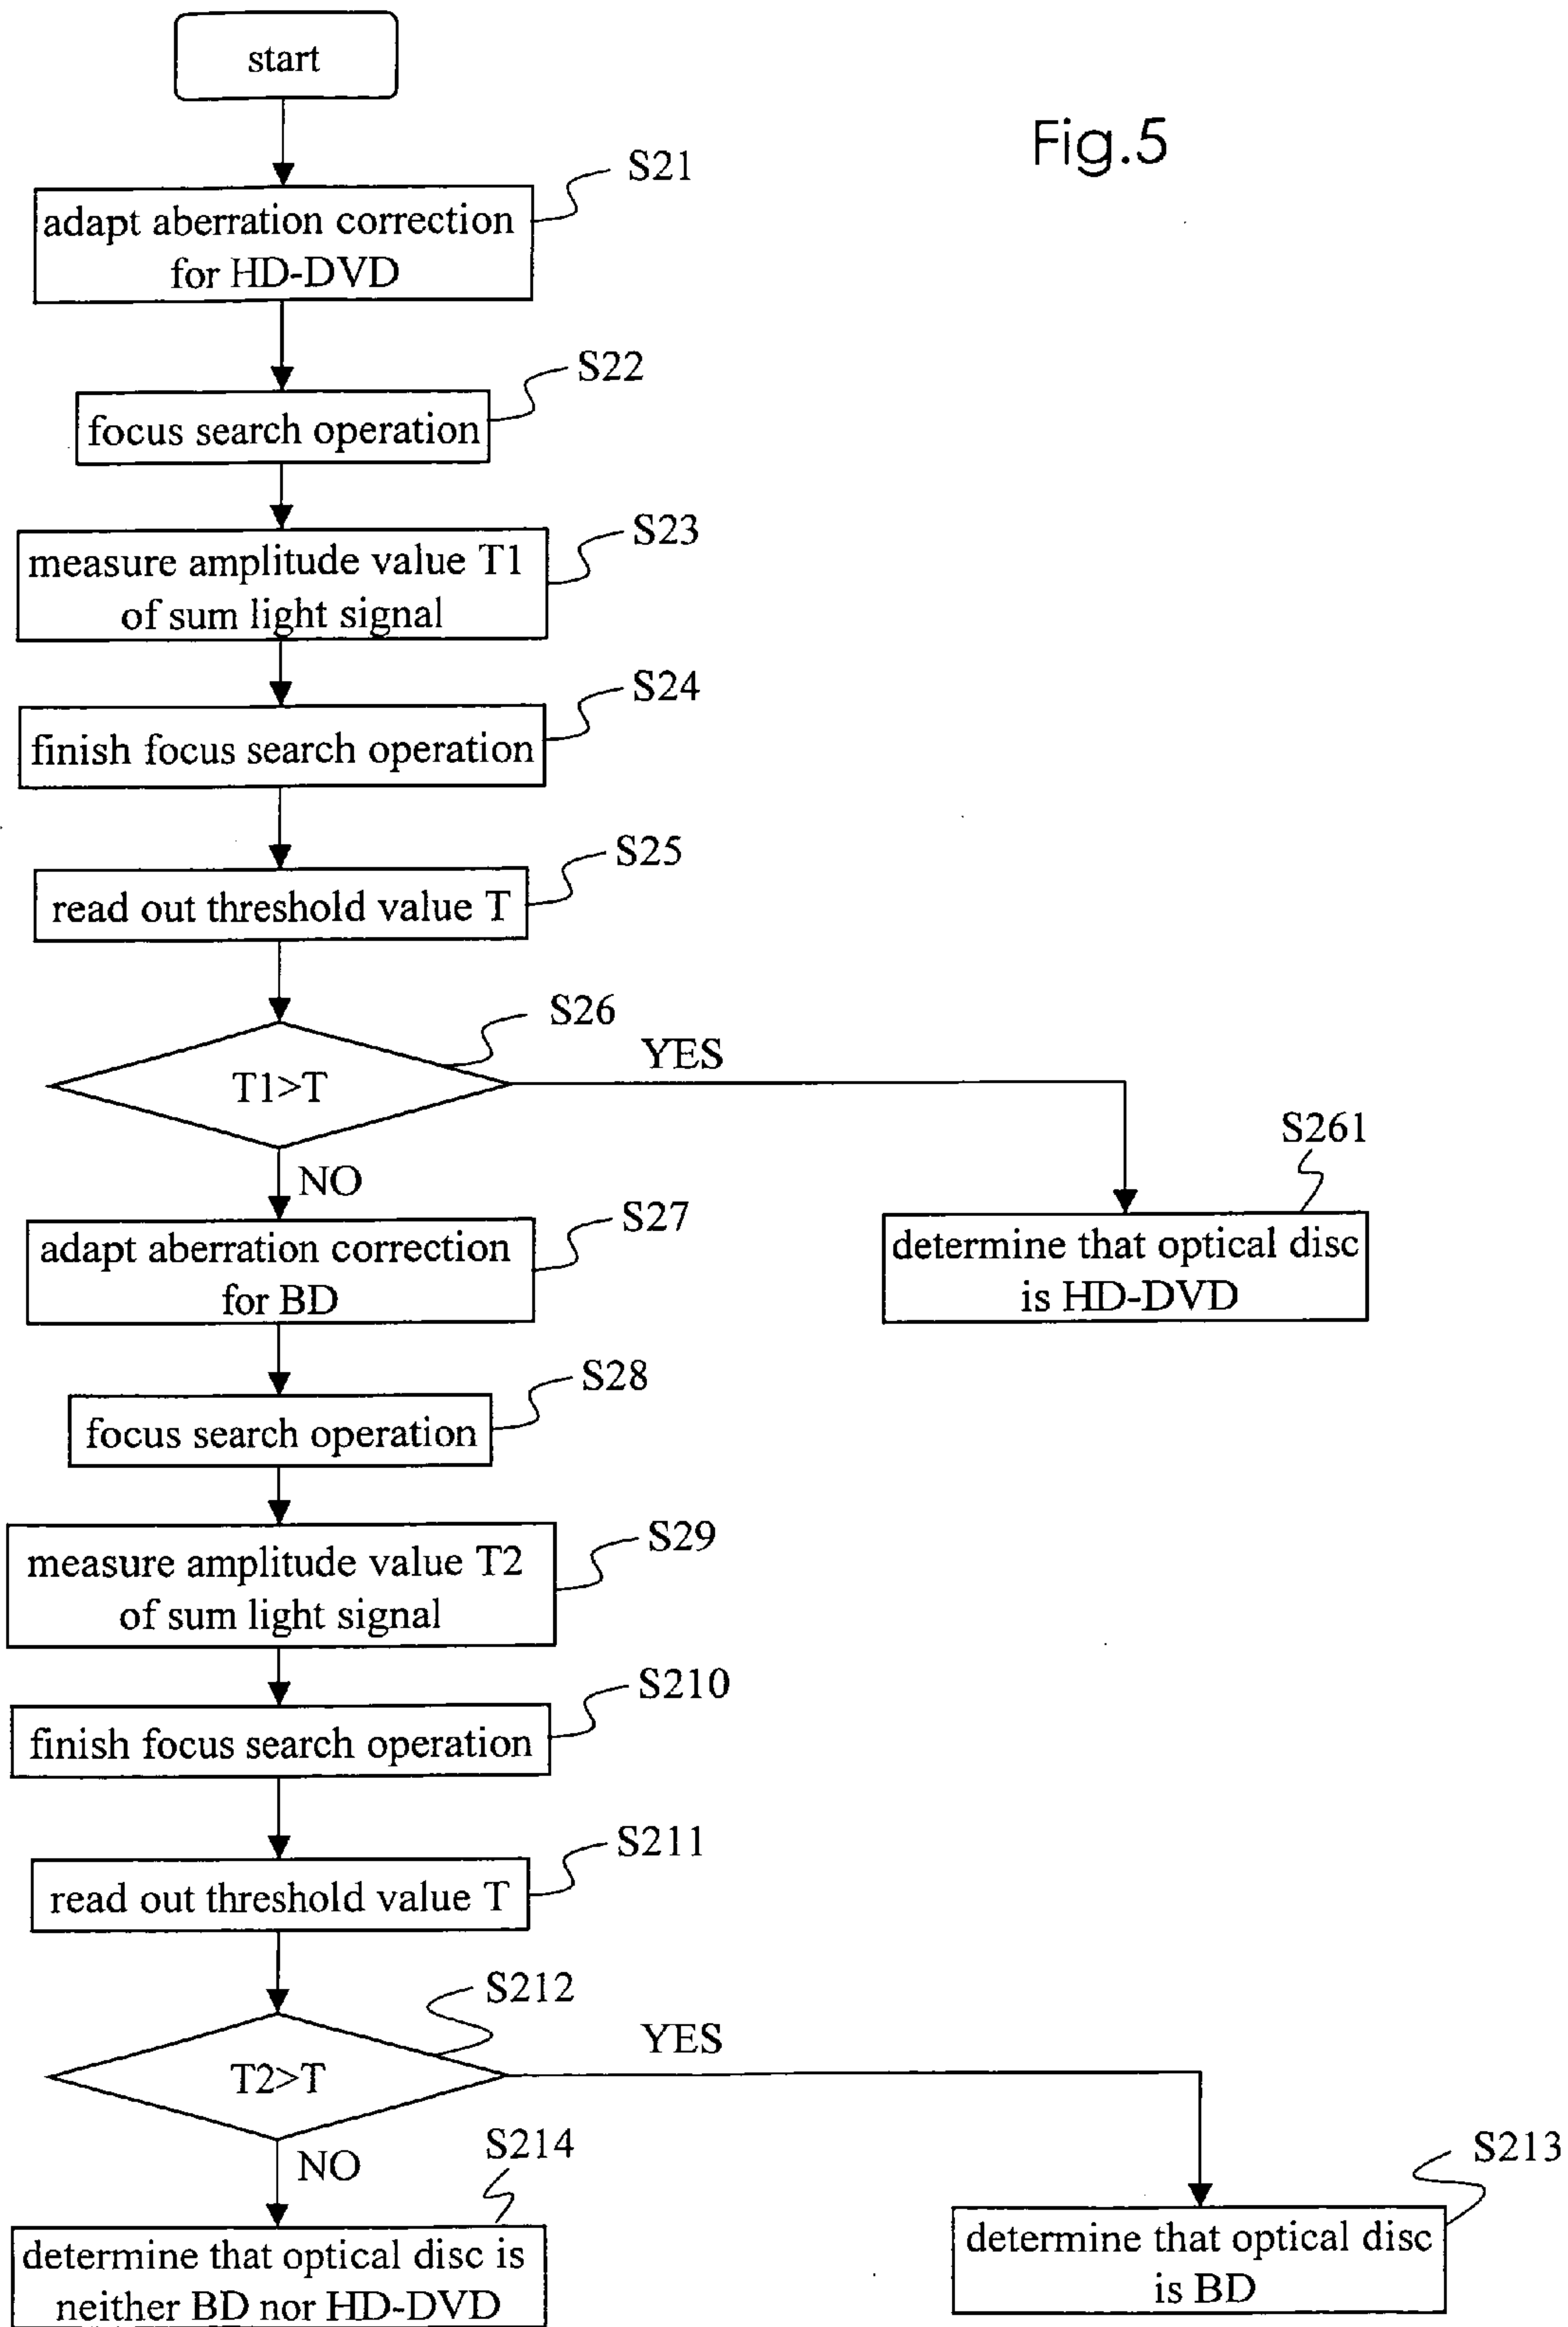 start
Fig.5
S21
adapt aberration correction
for HD-DVD
S22
focus search operation
S23
measure amplitude value T1
of sum light signal
S24
finish focus search operation
S25
read out threshold value T
S26
T1>T
YES
NO
S261
determine that optical disc
is HD-DVD
S27
adapt aberration correction
for BD
S28
focus search operation
S29
measure amplitude value T2
of sum light signal
S210
finish focus search operation
S211
read out threshold value T
S212
T2>T
YES
NO
S213
determine that optical disc
is BD
S214
determine that optical disc is
neither BD nor HD-DVD